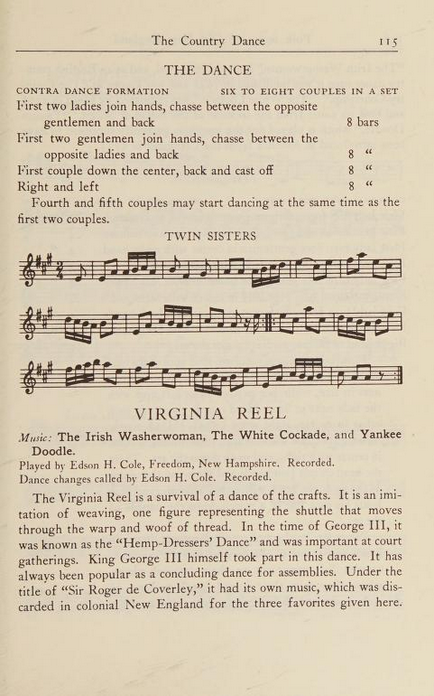 The Country Dance 115
THE DANCE
CONTRA DANCE FORMATION SIX TO EIGHT COUPLES IN A SET
First two ladies join hands, chasse between the opposite
gentlemen and back 8 bars
First two gentlemen join hands, chasse between the
opposite ladies and back 8 “
First couple down the center, back and cast off 8 “
Right and left 8 “
Fourth and fifth couples may start dancing at the same time as the
first two couples.
TWIN SISTERS
2
4
VIRGINIA REEL
Music: The Irish Washerwoman, The White Cockade, and Yankee
Doodle.
Played by Edson H. Cole, Freedom, New Hampshire. Recorded.
Dance changes called by Edson H. Cole. Recorded.
The Virginia Reel is a survival of a dance of the crafts. It is an imi-
tation of weaving, one figure representing the shuttle that moves
through the warp and woof of thread. In the time of George III, it
was known as the “Hemp-Dressers’ Dance” and was important at court
gatherings. King George III himself took part in this dance. It has
always been popular as a concluding dance for assemblies. Under the
title of “Sir Roger de Coverley,” it had its own music, which was dis-
carded in colonial New England for the three favorites given here.